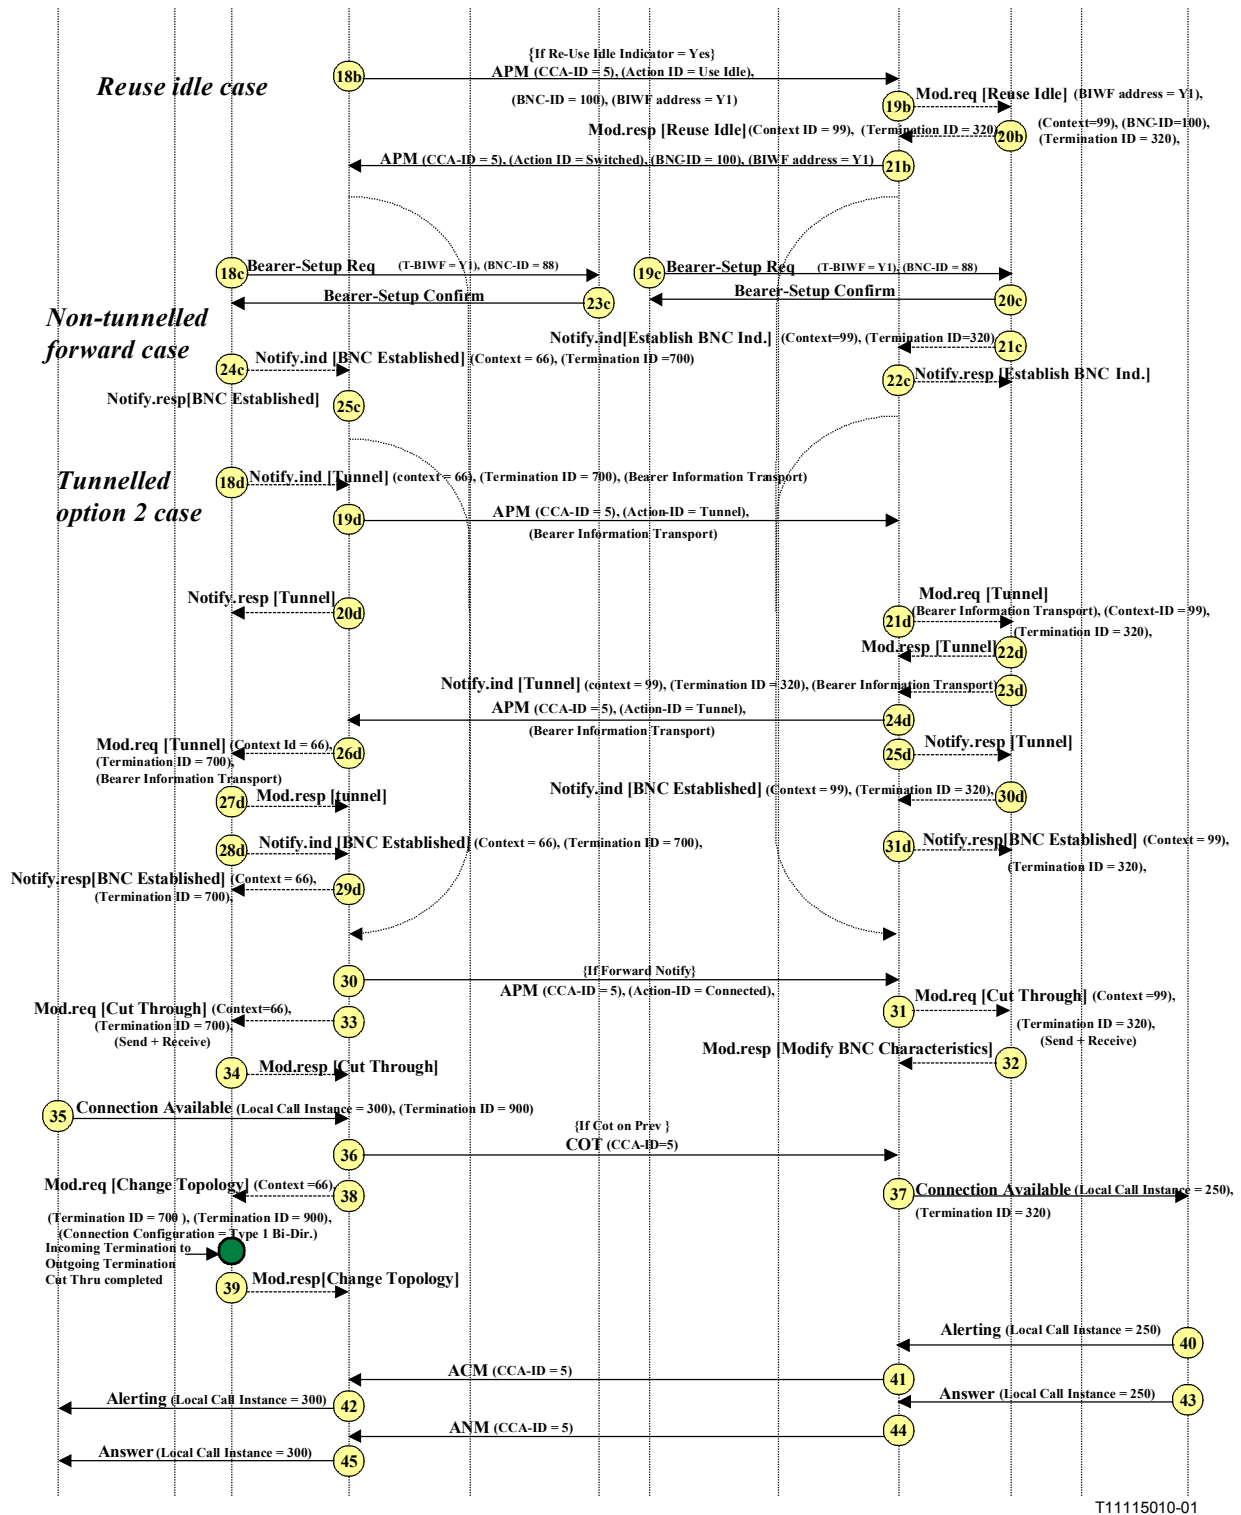 {If Re-Use Idle Indicator = Yes}
Reuse idle case
18b
APM (CCA-ID = 5), (Action ID = Use Idle),
(BNC-ID = 100), (BIWF address = Y1)
19b
Mod.req [Reuse Idle] (BIWF address = Y1),
(Context=99), (BNC-ID=100),
(Termination ID = 320),
Mod.resp [Reuse Idle] (Context ID = 99), (Termination ID = 320)
20b
APM (CCA-ID = 5), (Action ID = Switched), (BNC-ID = 100), (BIWF address = Y1)
21b
18c
Bearer-Setup Req (T-BIWF = Y1), (BNC-ID = 88)
19c
Bearer-Setup Req (T-BIWF = Y1), (BNC-ID = 88)
Bearer-Setup Confirm
23c
Bearer-Setup Confirm
20c
Non-tunnelled
forward case
Notify.ind[Establish BNC Ind.] (Context=99), (Termination ID=320)
21c
24c
Notify.ind [BNC Established] (Context = 66), (Termination ID =700)
22c
Notify.resp [Establish BNC Ind.]
Notify.resp[BNC Established]
25c
Tunnelled
option 2 case
18d
Notify.ind [Tunnel] (context = 66), (Termination ID = 700), (Bearer Information Transport)
19d
APM (CCA-ID = 5), (Action-ID = Tunnel),
(Bearer Information Transport)
Notify.resp [Tunnel]
20d
Mod.req [Tunnel]
21d
(Bearer Information Transport), (Context-ID = 99),
(Termination ID = 320),
Mod.resp [Tunnel]
22d
Notify.ind [Tunnel] (context = 99), (Termination ID = 320), (Bearer Information Transport)
23d
APM (CCA-ID = 5), (Action-ID = Tunnel),
(Bearer Information Transport)
24d
Mod.req [Tunnel] (Context Id = 66),
(Termination ID = 700),
(Bearer Information Transport)
26d
25d
Notify.resp [Tunnel]
27d
Mod.resp [tunnel]
Notify.ind [BNC Established] (Context = 99), (Termination ID = 320),
30d
28d
Notify.ind [BNC Established] (Context = 66), (Termination ID = 700),
31d
Notify.resp[BNC Established] (Context = 99),
(Termination ID = 320),
Notify.resp[BNC Established] (Context = 66),
(Termination ID = 700),
29d
{If Forward Notify}
30
APM (CCA-ID = 5), (Action-ID = Connected),
Mod.req [Cut Through] (Context=66),
(Termination ID = 700),
(Send + Receive)
33
31
Mod.req [Cut Through] (Context =99),
(Termination ID = 320),
(Send + Receive)
Mod.resp [Modify BNC Characteristics]
32
34
Mod.resp [Cut Through]
35
Connection Available (Local Call Instance = 300), (Termination ID = 900)
{If Cot on Prev }
36
COT (CCA-ID=5)
Mod.req [Change Topology] (Context =66),
38
(Termination ID = 700 ), (Termination ID = 900),
(Connection Configuration = Type 1 Bi-Dir.)
37
Connection Available (Local Call Instance = 250),
(Termination ID = 320)
Incoming Termination to
Outgoing Termination
Cut Thru completed
39
Mod.resp[Change Topology]
Alerting (Local Call Instance = 250)
40
ACM (CCA-ID = 5)
41
Alerting (Local Call Instance = 300)
42
Answer (Local Call Instance = 250)
43
ANM (CCA-ID = 5)
44
Answer (Local Call Instance = 300)
45
T11115010-01